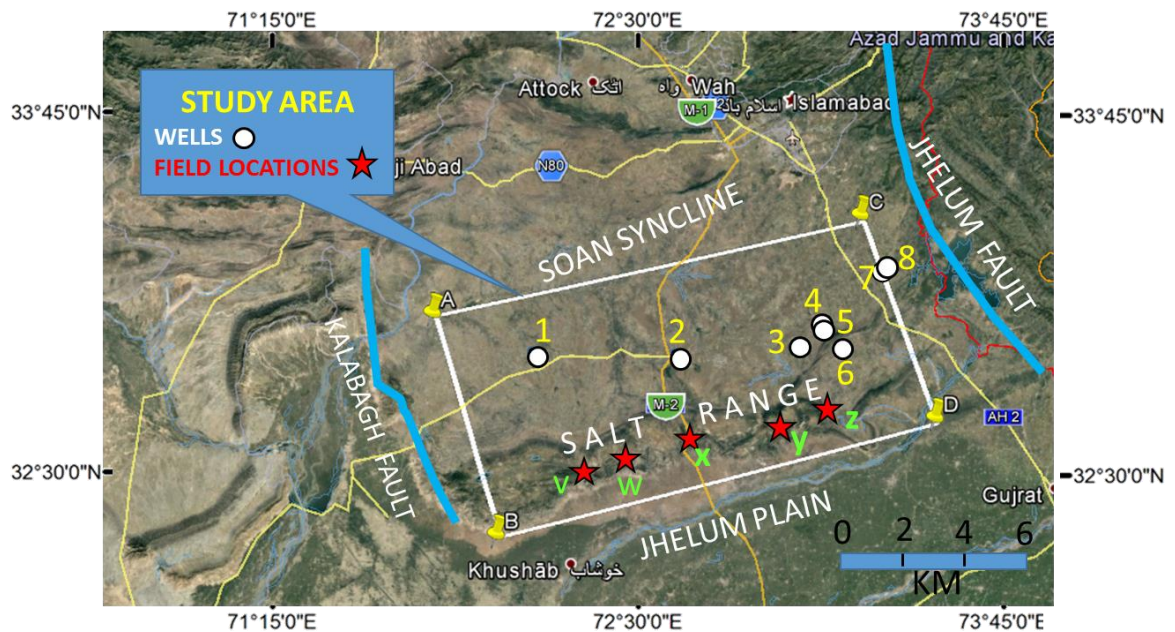 71°15'0"E 72°30'0"E 73°45'0"E
Azad Jammu and Ka
STUDY AREA
WELLS
FIELD LOCATIONS
Attock اٹک
واہ Wah
M-1
2
اسلام باد Islamabad
33°45'0"N 33°45'0"N
ji Abad
N80
JHELUM FAULT
SOAN SYNCLINE
C
A
8
7
4
5
1
2
3
6
KALABAGH FAULT
M-2
SALT RANGE
D
AH 2
z
y
x
w
v
32°30'0"N 32°30'0"N
Gujrat
B
JHELUM PLAIN
0 2 4 6
KM
Khushāb خوشاب
71°15'0"E 72°30'0"E 73°45'0"E